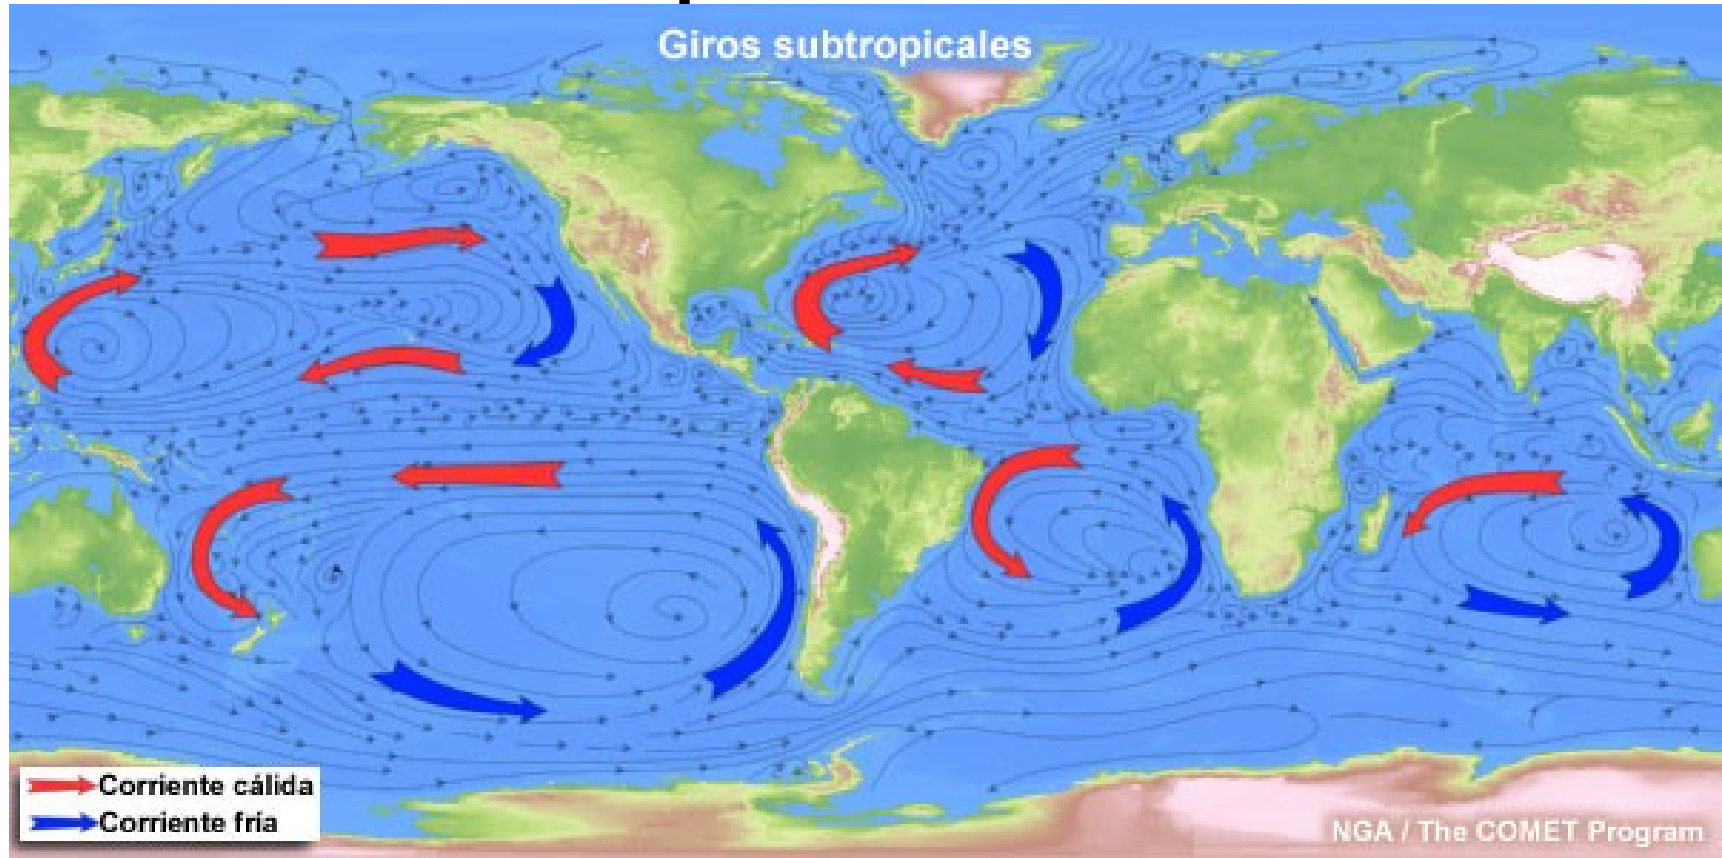 Giros subtropicales
Corriente cálida
Corriente fría
NGA / The COMET Program